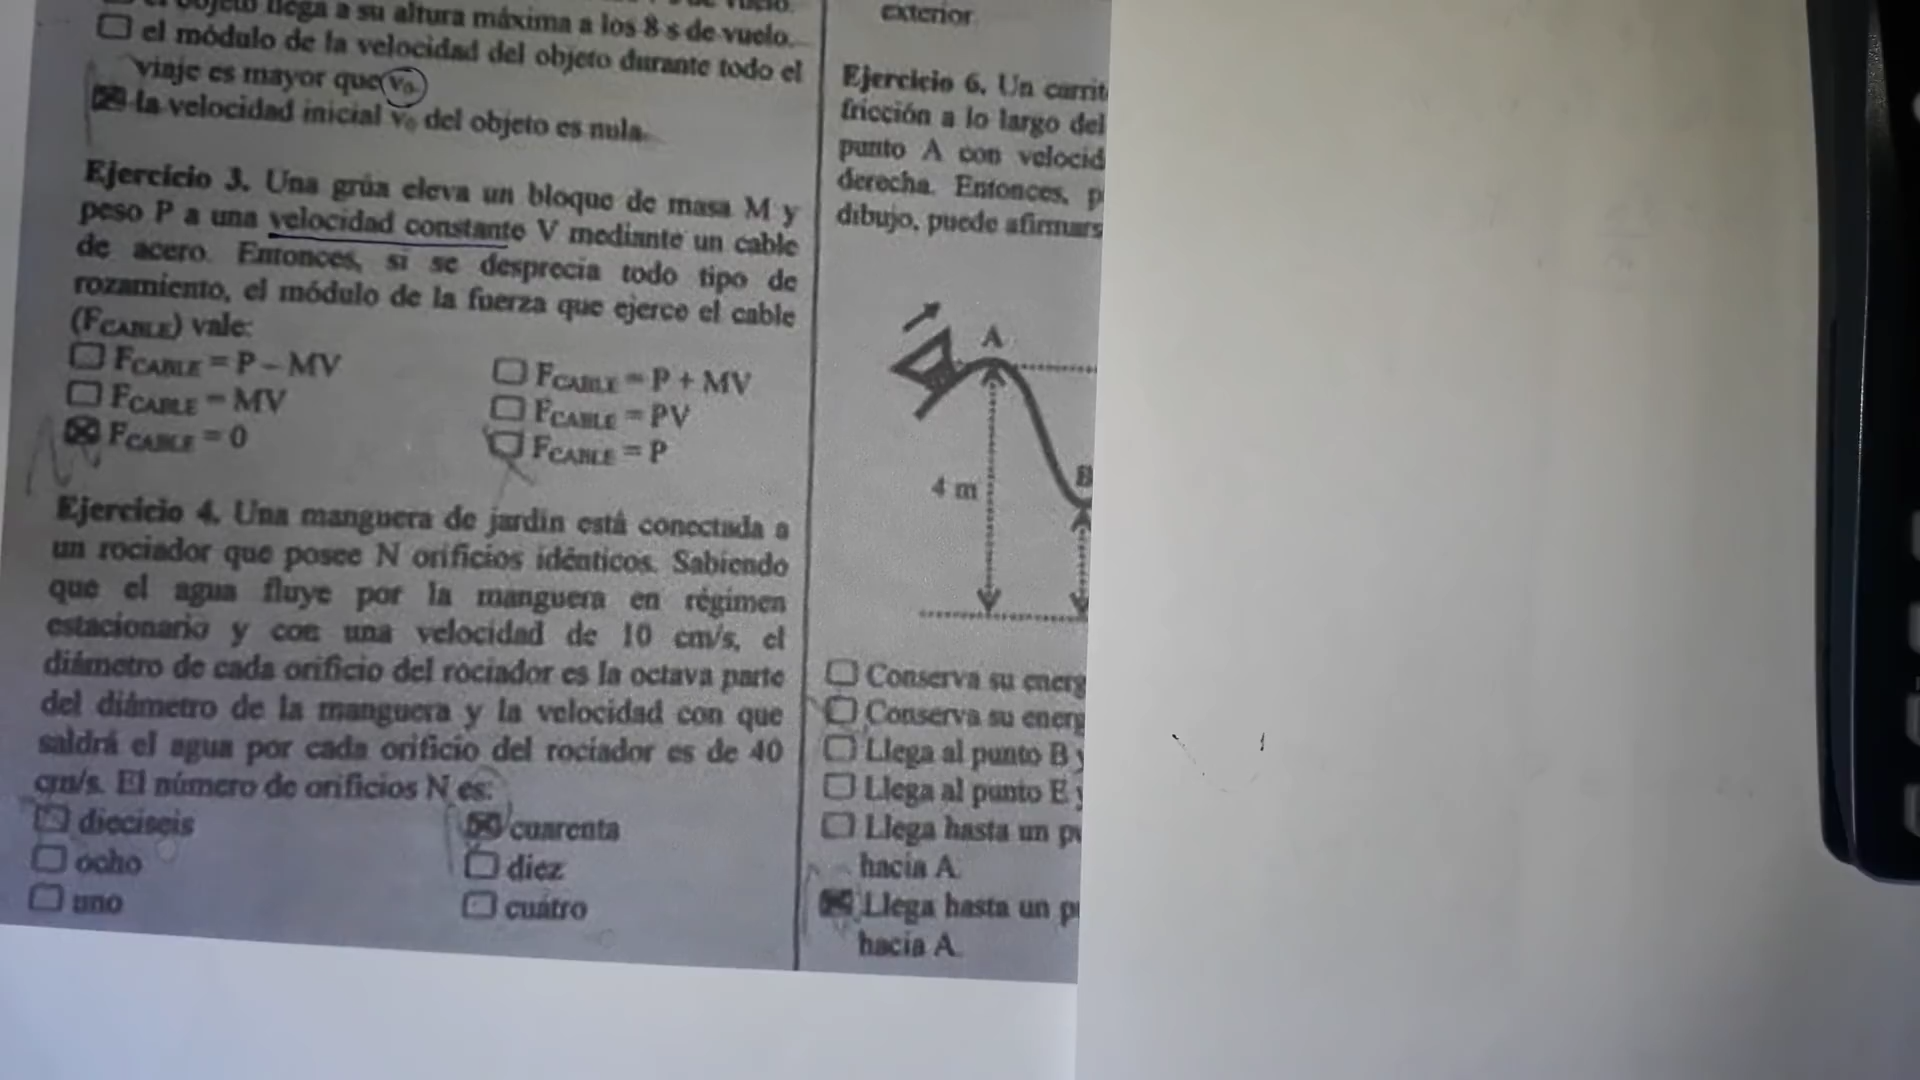 objeto llega a su altura máxima a los 8 s de vuelo.
el módulo de la velocidad del objeto durante todo el
viaje es mayor que v₀.
la velocidad inicial v₀ del objeto es nula.
Ejercicio 3. Una grúa eleva un bloque de masa M y
peso P a una velocidad constante V mediante un cable
de acero. Entonces, si se desprecia todo tipo de
rozamiento, el módulo de la fuerza que ejerce el cable
(FCABLE) vale:
FCABLE = P – MV
FCABLE = P + MV
FCABLE = MV
FCABLE = PV
FCABLE = 0
FCABLE = P
Ejercicio 4. Una manguera de jardín está conectada a
un rociador que posee N orificios idénticos. Sabiendo
que el agua fluye por la manguera en régimen
estacionario y con una velocidad de 10 cm/s, el
diámetro de cada orificio del rociador es la octava parte
del diámetro de la manguera y la velocidad con que
saldrá el agua por cada orificio del rociador es de 40
cm/s. El número de orificios N es:
dieciseis
cuarenta
ocho
diez
uno
cuatro
exterior
Ejercicio 6. Un carrit
fricción a lo largo del
punto A con velocid
derecha. Entonces, p
dibujo, puede afirmars
A
B
4 m
Conserva su energ
Conserva su energ
Llega al punto B y
Llega al punto E y
Llega hasta un p
hacia A.
Llega hasta un p
hacia A.